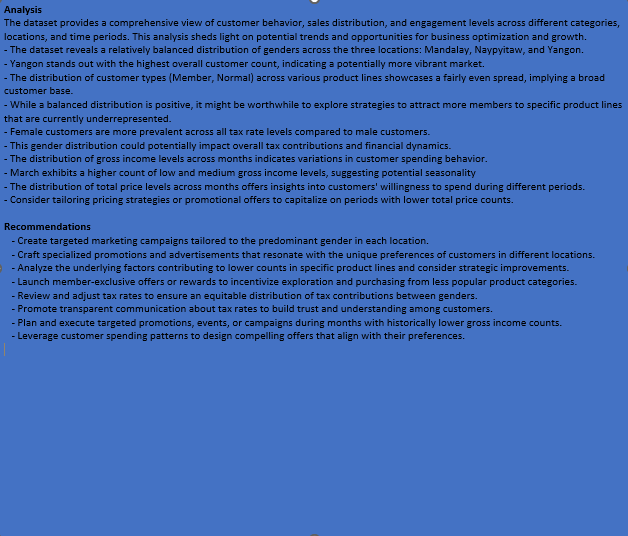 Analysis
The dataset provides a comprehensive view of customer behavior, sales distribution, and engagement levels across different categories,
locations, and time periods. This analysis sheds light on potential trends and opportunities for business optimization and growth.
- The dataset reveals a relatively balanced distribution of genders across the three locations: Mandalay, Naypyitaw, and Yangon.
- Yangon stands out with the highest overall customer count, indicating a potentially more vibrant market.
- The distribution of customer types (Member, Normal) across various product lines showcases a fairly even spread, implying a broad
customer base.
- While a balanced distribution is positive, it might be worthwhile to explore strategies to attract more members to specific product lines
that are currently underrepresented.
- Female customers are more prevalent across all tax rate levels compared to male customers.
- This gender distribution could potentially impact overall tax contributions and financial dynamics.
- The distribution of gross income levels across months indicates variations in customer spending behavior.
- March exhibits a higher count of low and medium gross income levels, suggesting potential seasonality
- The distribution of total price levels across months offers insights into customers' willingness to spend during different periods.
- Consider tailoring pricing strategies or promotional offers to capitalize on periods with lower total price counts.
Recommendations
- Create targeted marketing campaigns tailored to the predominant gender in each location.
- Craft specialized promotions and advertisements that resonate with the unique preferences of customers in different locations.
- Analyze the underlying factors contributing to lower counts in specific product lines and consider strategic improvements.
- Launch member-exclusive offers or rewards to incentivize exploration and purchasing from less popular product categories.
- Review and adjust tax rates to ensure an equitable distribution of tax contributions between genders.
- Promote transparent communication about tax rates to build trust and understanding among customers.
- Plan and execute targeted promotions, events, or campaigns during months with historically lower gross income counts.
- Leverage customer spending patterns to design compelling offers that align with their preferences.